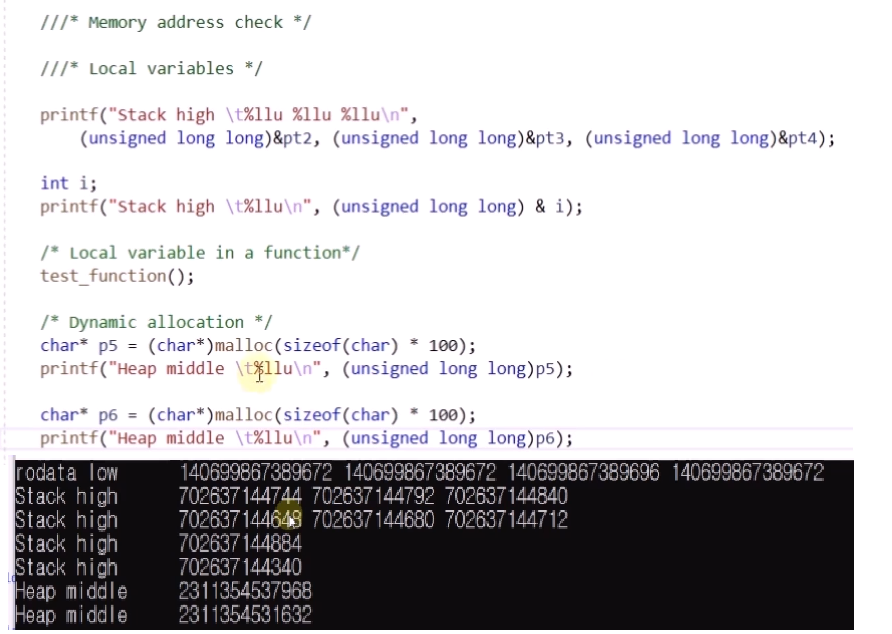 ///* Memory address check */
///* Local variables */
printf("Stack high \t%llu %llu %llu\n",
(unsigned long long)&pt2, (unsigned long long)&pt3, (unsigned long long)&pt4);
int i;
printf("Stack high \t%llu\n", (unsigned long long) & i);
/* Local variable in a function*/
test_function();
/* Dynamic allocation */
char* p5 = (char*)malloc(sizeof(char) * 100);
printf("Heap middle \t%llu\n", (unsigned long long)p5);
char* p6 = (char*)malloc(sizeof(char) * 100);
printf("Heap middle \t%llu\n", (unsigned long long)p6);
rodata low 140699867389672 140699867389672 140699867389696 140699867389672
Stack high 702637144744 702637144792 702637144840
Stack high 702637144648 702637144680 702637144712
Stack high 702637144884
Stack high 702637144340
Heap middle 2311354537968
Heap middle 2311354531632